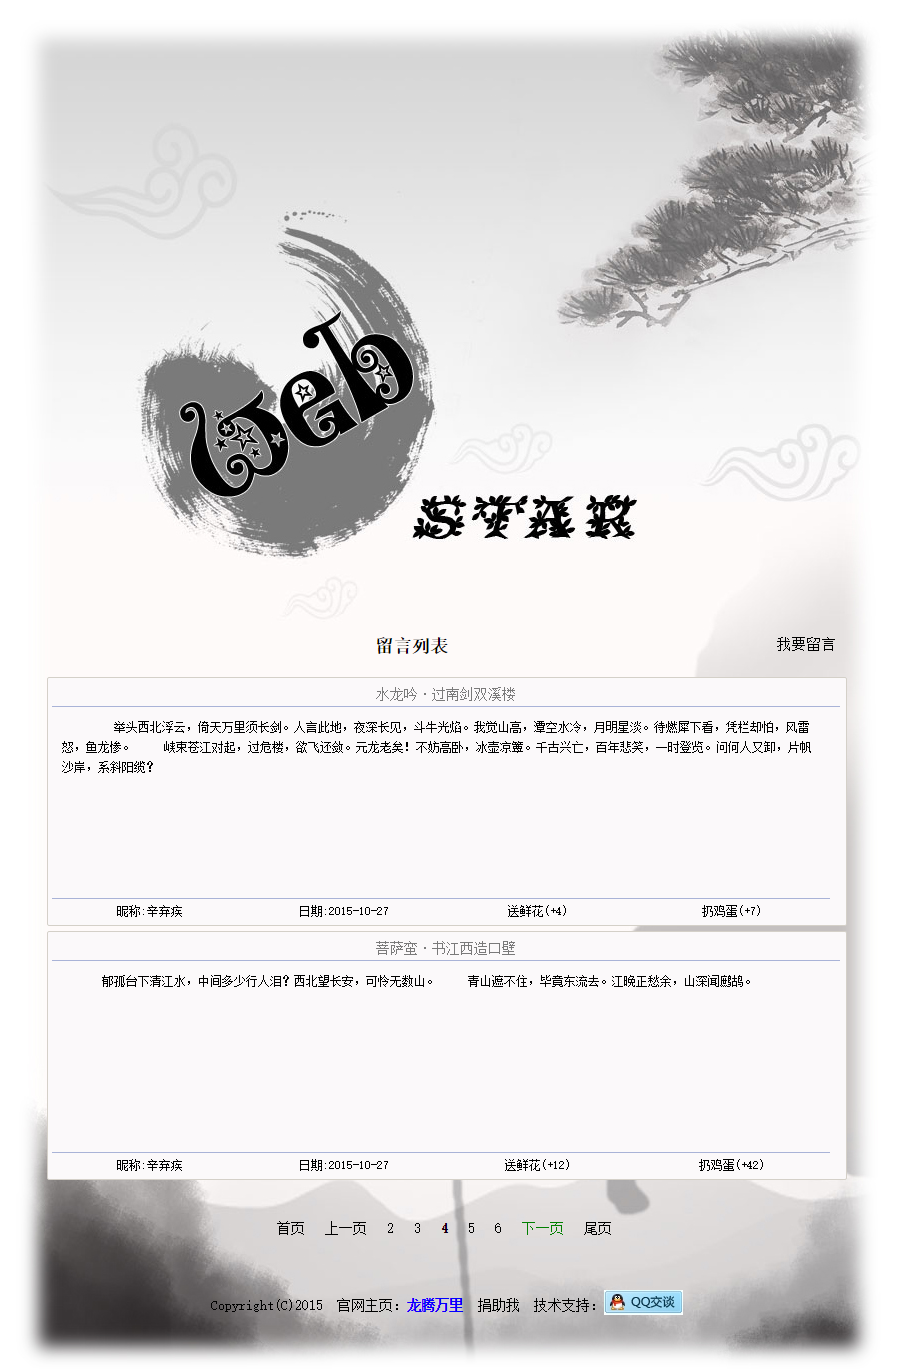 Web
留言列表
我要留言
水龙吟·过南剑双溪楼
举头西北浮云，倚天万里须长剑。人言此地，夜深长见，斗牛光焰。我觉山高，潭空水冷，月明星淡。待燃犀下看，凭栏却怕，风雷
怒，鱼龙惨。 峡束苍江对起，过危楼，欲飞还敛。元龙老矣！不妨高卧，冰壶凉簟。千古兴亡，百年悲笑，一时登览。问何人又卸，片帆
沙岸，系斜阳缆？
昵称:辛弃疾 日期:2015-10-27 送鲜花(+4) 扔鸡蛋(+7)
菩萨蛮·书江西造口壁
郁孤台下清江水，中间多少行人泪？西北望长安，可怜无数山。 青山遮不住，毕竟东流去。江晚正愁余，山深闻鹧鸪。
昵称:辛弃疾 日期:2015-10-27 送鲜花(+12) 扔鸡蛋(+42)
首页 上一页 2 3 4 5 6 下一页 尾页
Copyright(C)2015 官网主页：龙腾万里 捐助我 技术支持： QQ交谈